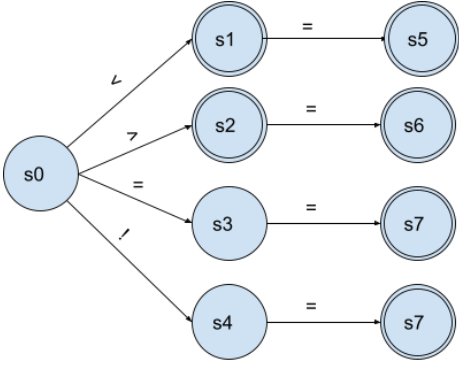 s1 = s5
<
s2 = s6
>
s0
= s3 = s7
!
s4 = s7